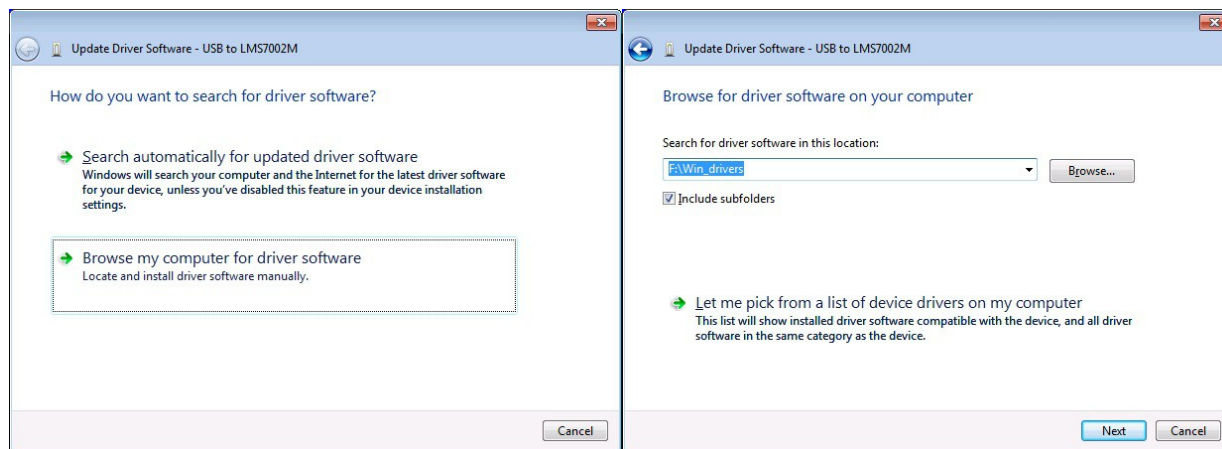 Update Driver Software - USB to LMS7002M
How do you want to search for driver software?
Search automatically for updated driver software
Windows will search your computer and the Internet for the latest driver software
for your device, unless you've disabled this feature in your device installation
settings.
Browse my computer for driver software
Locate and install driver software manually.
Cancel
Update Driver Software - USB to LMS7002M
Browse for driver software on your computer
Search for driver software in this location:
F:\Win_drivers
Browse...
Include subfolders
Let me pick from a list of device drivers on my computer
This list will show installed driver software compatible with the device, and all driver
software in the same category as the device.
Next
Cancel